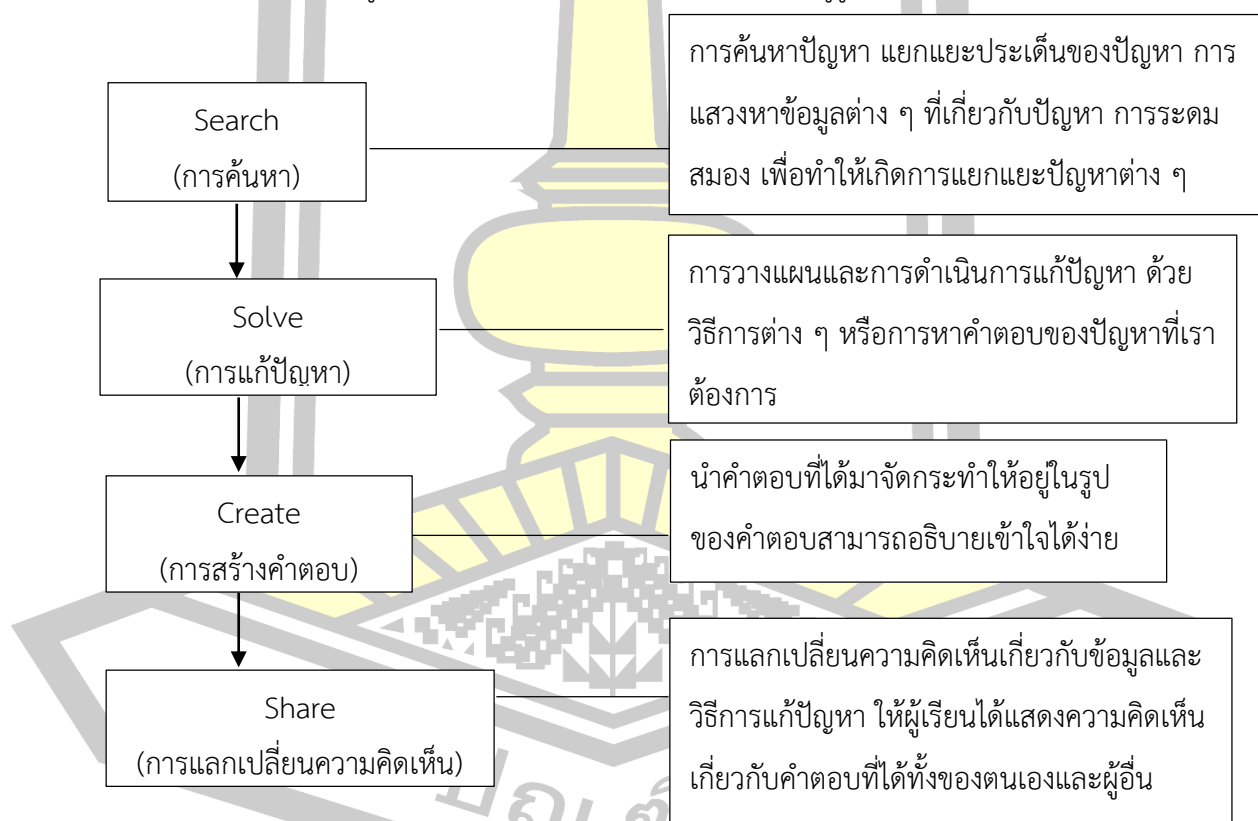 Search
(การค้นหา)
การค้นหาปัญหา แยกแยะประเด็นของปัญหา การ
แสวงหาข้อมูลต่าง ๆ ที่เกี่ยวกับปัญหา การระดม
สมอง เพื่อทำให้เกิดการแยกแยะปัญหาต่าง ๆ
Solve
(การแก้ปัญหา)
การวางแผนและการดำเนินการแก้ปัญหา ด้วย
วิธีการต่าง ๆ หรือการหาคำตอบของปัญหาที่เรา
ต้องการ
Create
(การสร้างคำตอบ)
นำคำตอบที่ได้มาจัดกระทำให้อยู่ในรูป
ของคำตอบสามารถอธิบายเข้าใจได้ง่าย
Share
(การแลกเปลี่ยนความคิดเห็น)
การแลกเปลี่ยนความคิดเห็นเกี่ยวกับข้อมูลและ
วิธีการแก้ปัญหา ให้ผู้เรียนได้แสดงความคิดเห็น
เกี่ยวกับคำตอบที่ได้ทั้งของตนเองและผู้อื่น